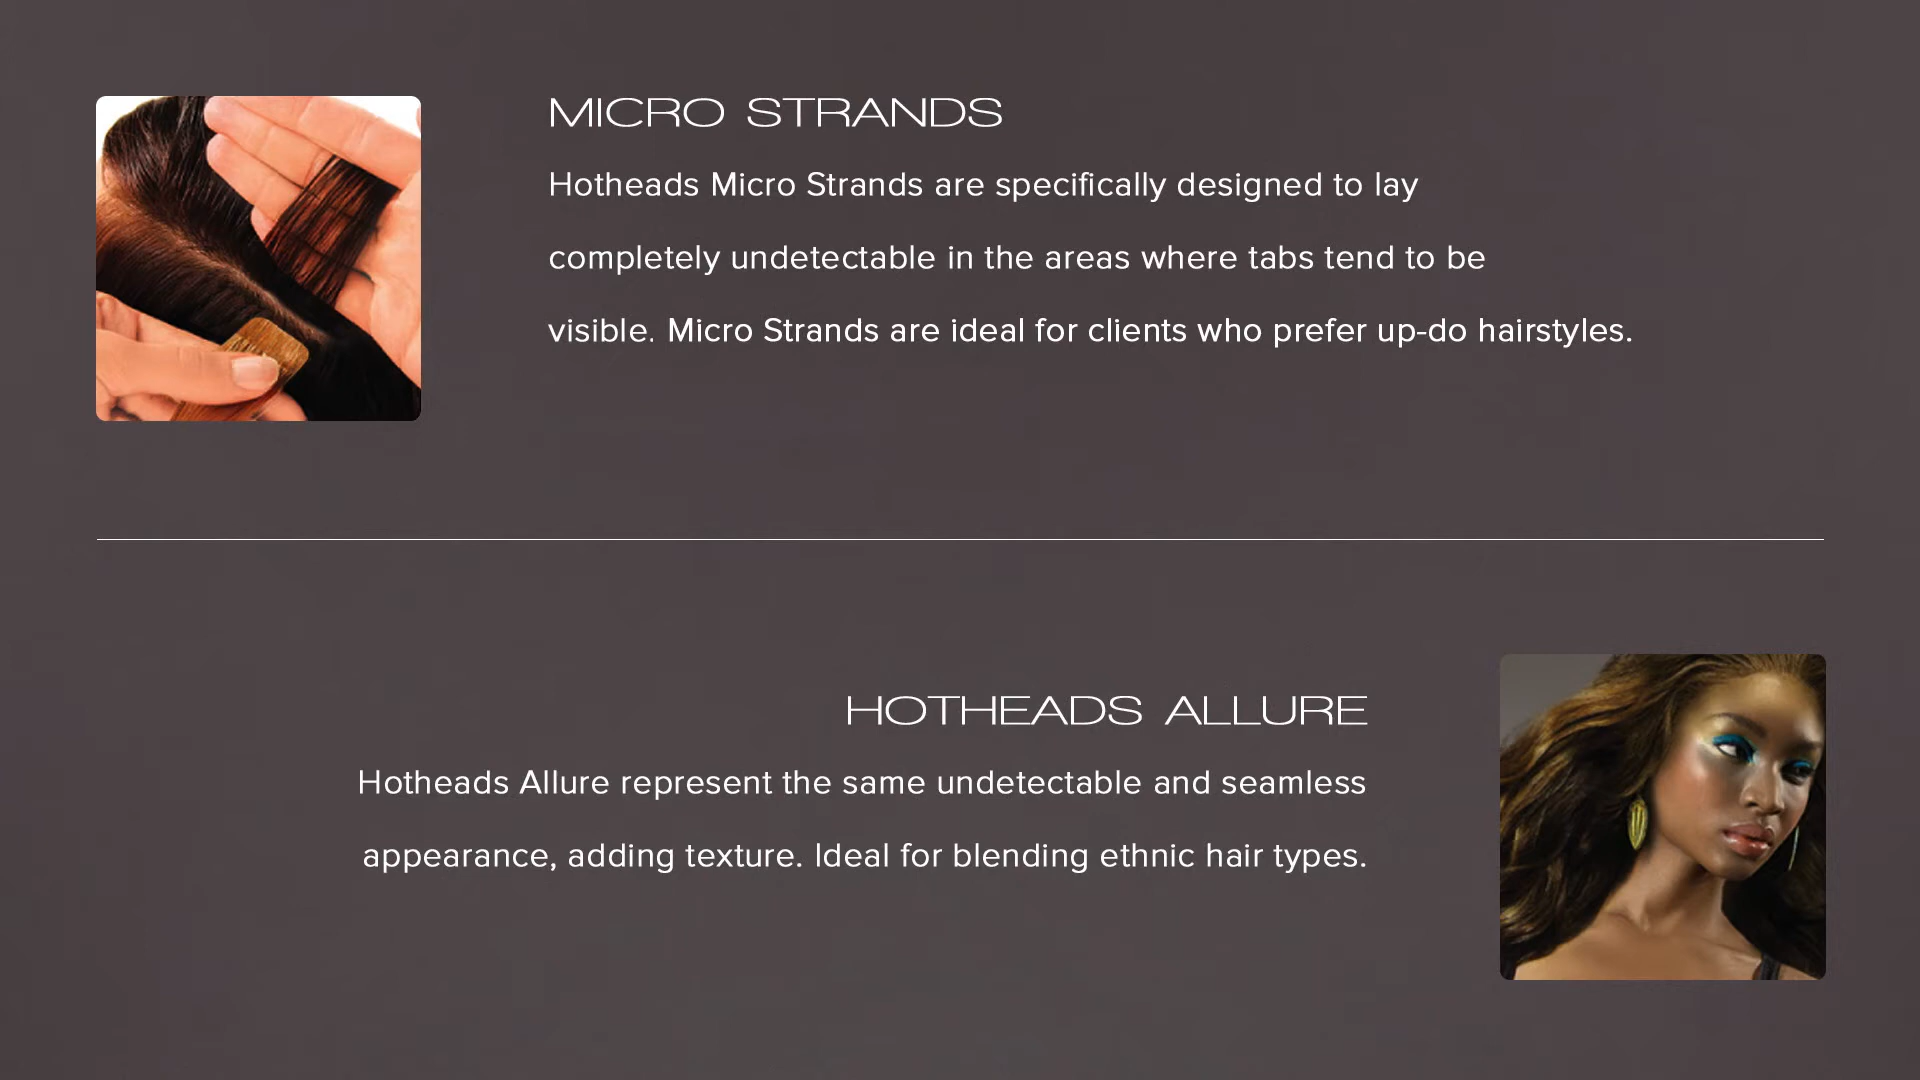 MICRO STRANDS
Hotheads Micro Strands are specifically designed to lay
completely undetectable in the areas where tabs tend to be
visible. Micro Strands are ideal for clients who prefer up-do hairstyles.
HOTHEADS ALLURE
Hotheads Allure represent the same undetectable and seamless
appearance, adding texture. Ideal for blending ethnic hair types.